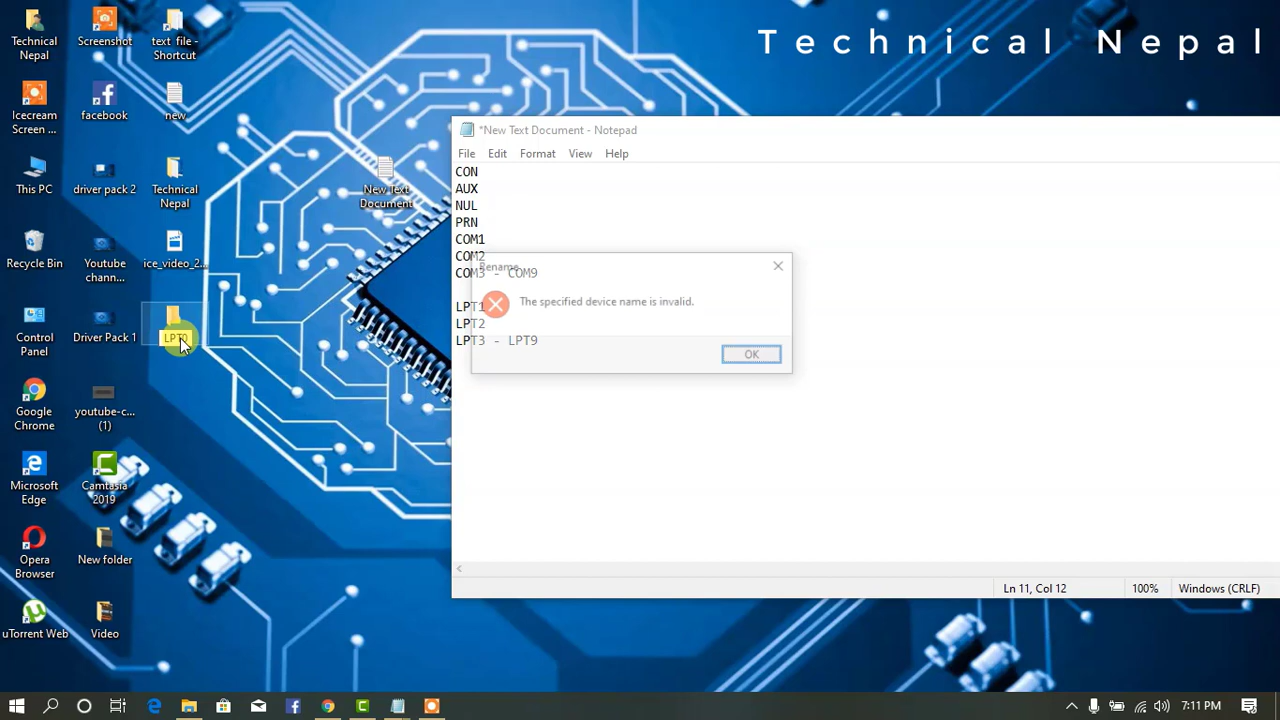 Technical Nepal
Technical
Nepal
Screenshot
text file -
Shortcut
Icecream
Screen ...
facebook
new
This PC
driver pack 2
Technical
Nepal
New Text
Document
Recycle Bin
Youtube
chann...
ice_video_2...
Control
Panel
Driver Pack 1
LPT0
Google
Chrome
youtube-c...
(1)
Microsoft
Edge
Camtasia
2019
Opera
Browser
New folder
uTorrent Web
Video
*New Text Document - Notepad
File Edit Format View Help
CON
AUX
NUL
PRN
COM1
COM2
COM3 - COM9
LPT1
LPT2
LPT3 - LPT9
Rename
The specified device name is invalid.
OK
Ln 11, Col 12 100% Windows (CRLF)
7:11 PM